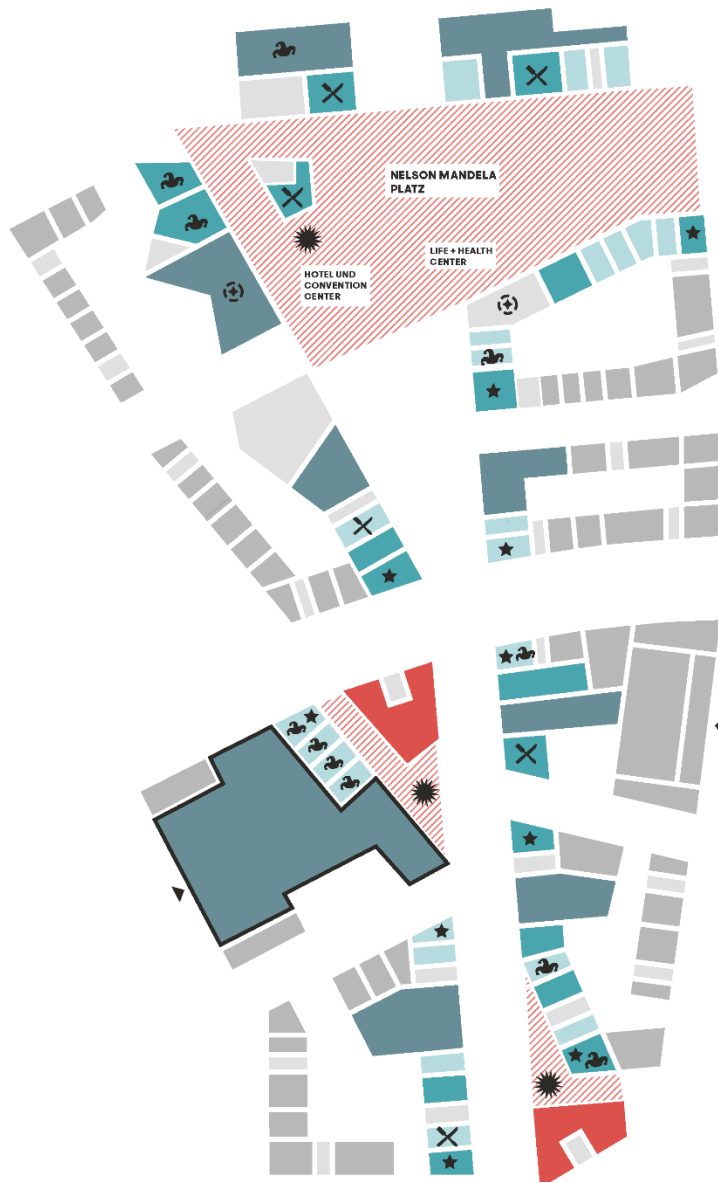 NELSON MANDELA
PLATZ
LIFE + HEALTH
CENTER
HOTEL UND
CONVENTION
CENTER